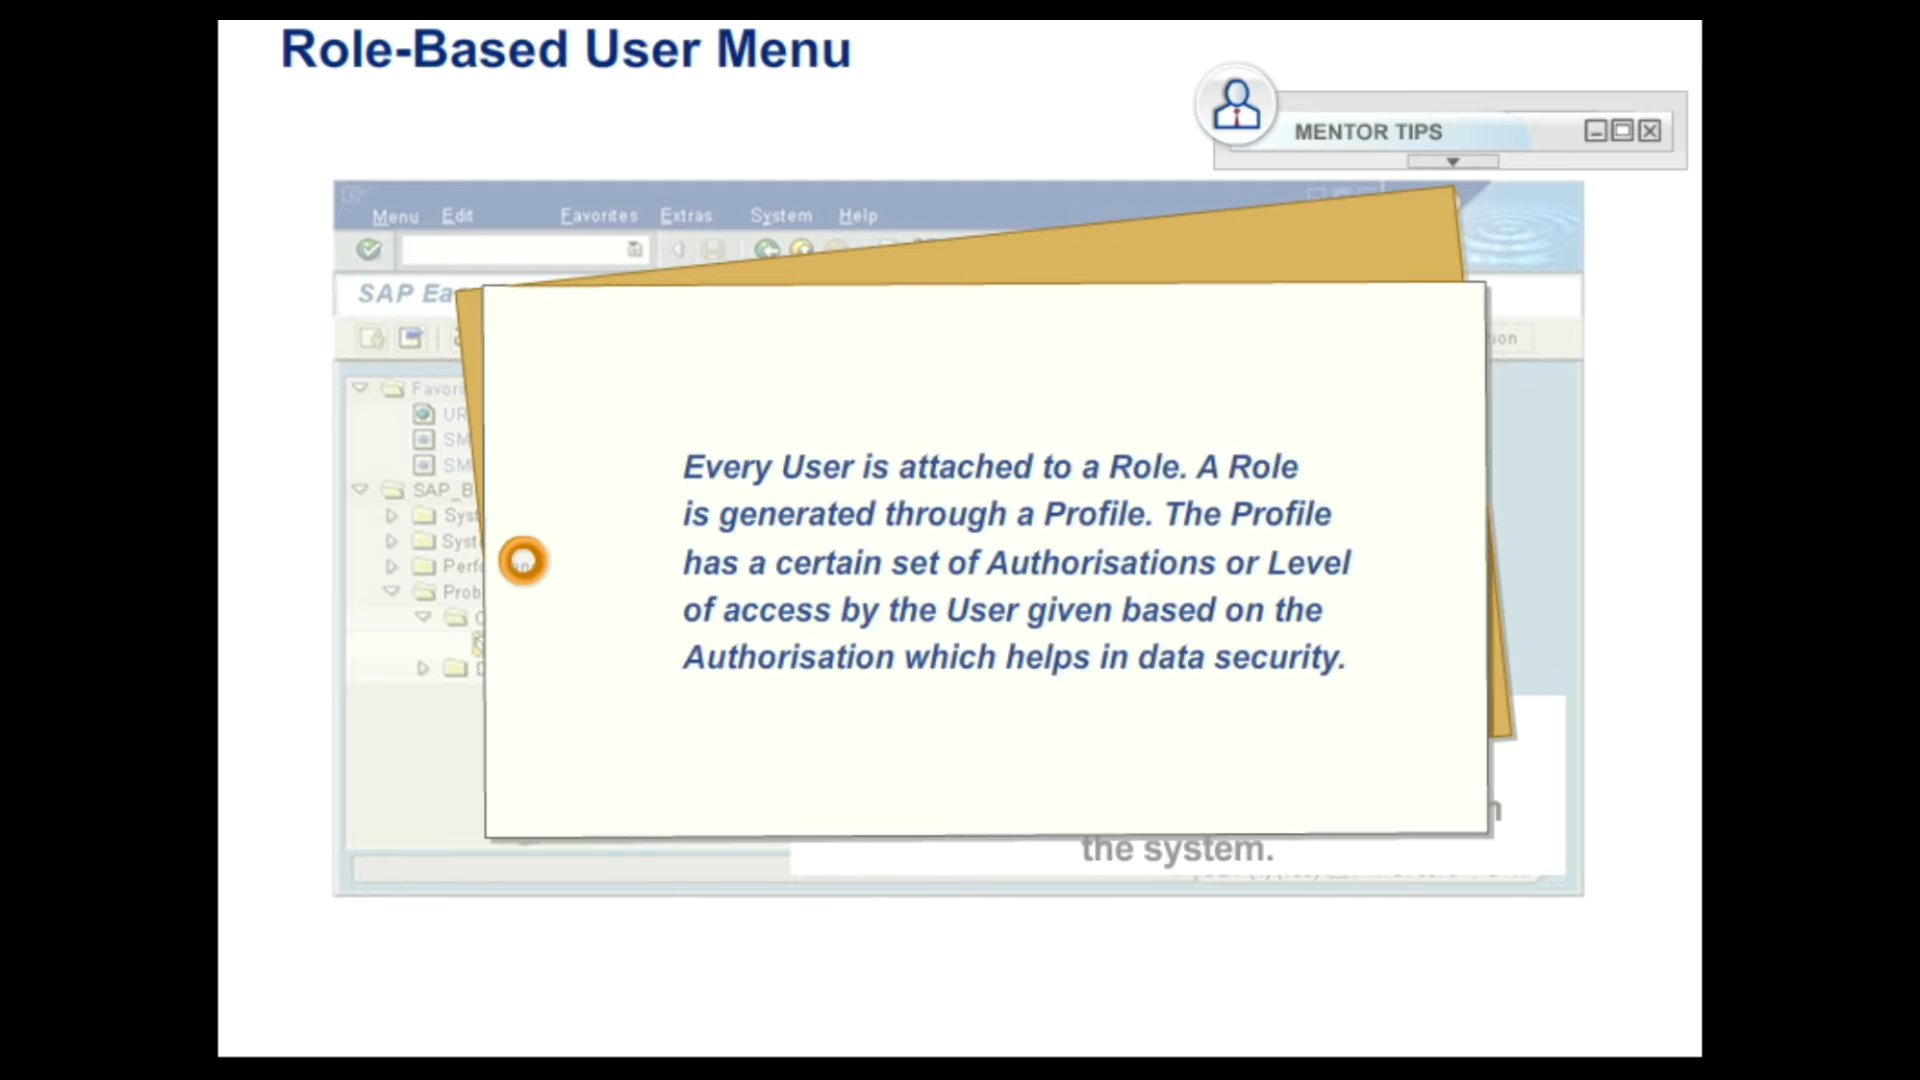 Role-Based User Menu
MENTOR TIPS
Menu Edit Favorites Extras System Help
SAP
Every User is attached to a Role. A Role
is generated through a Profile. The Profile
has a certain set of Authorisations or Level
of access by the User given based on the
Authorisation which helps in data security.
the system.